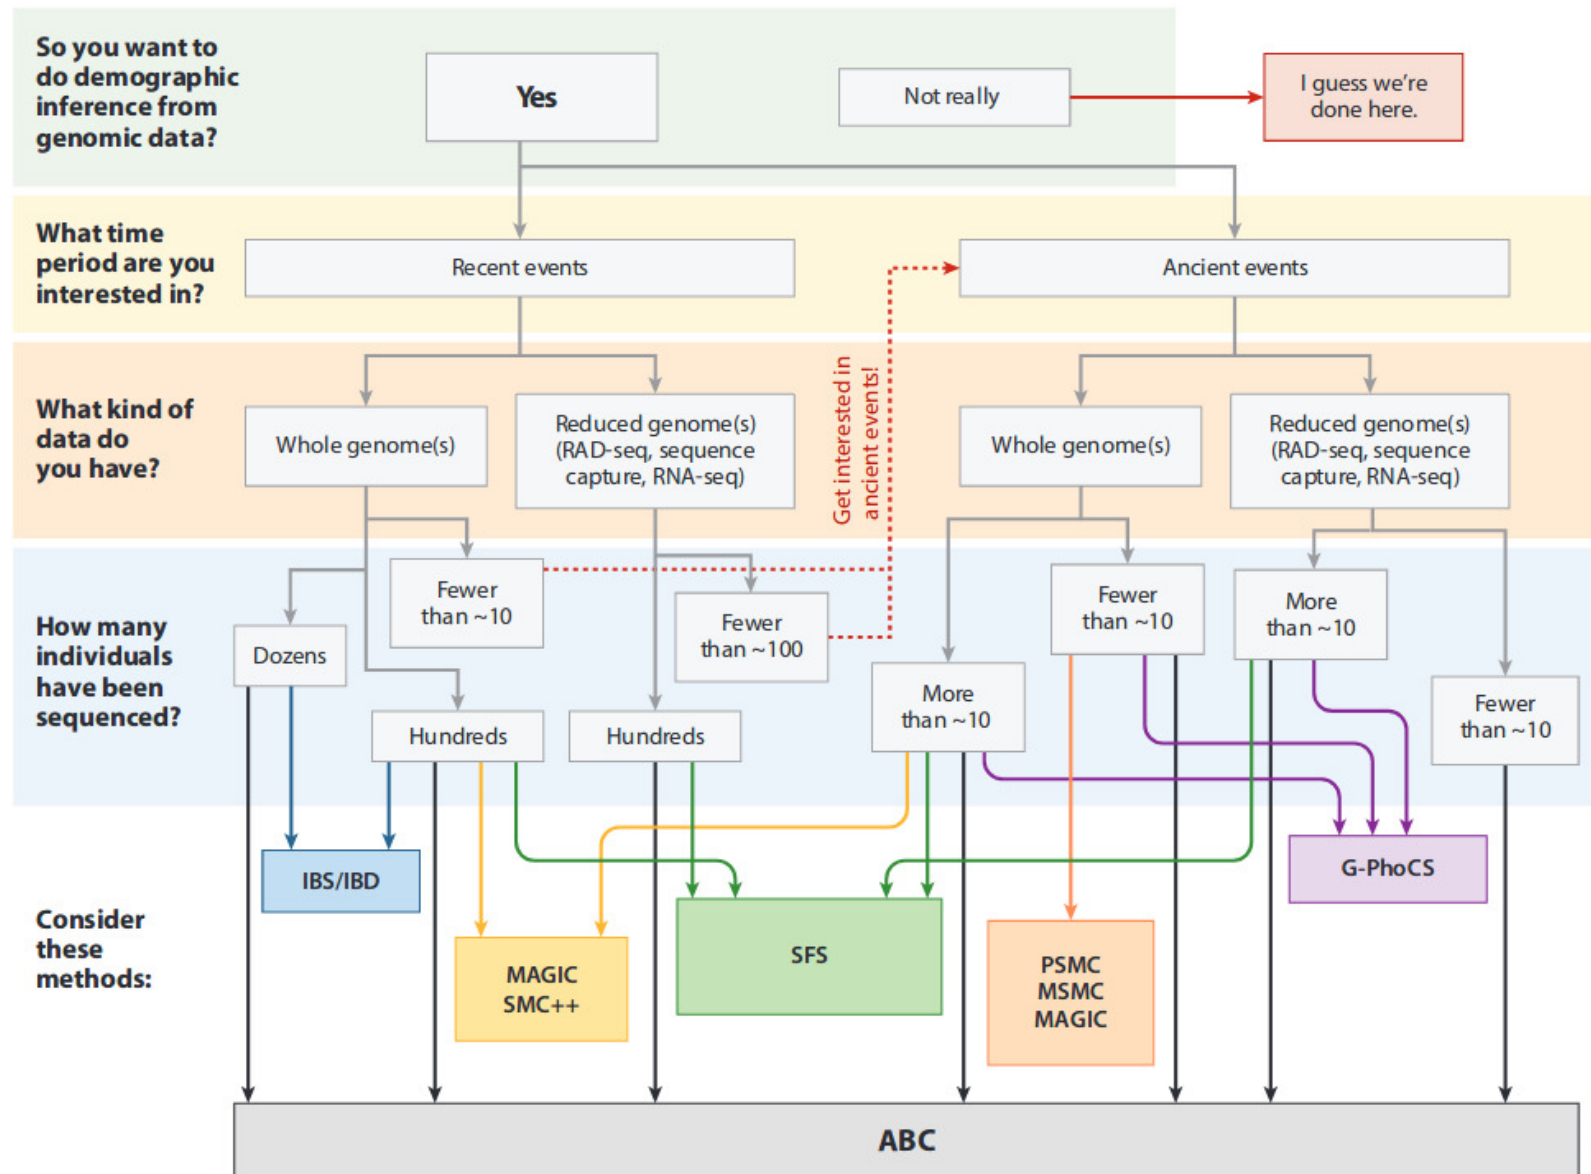 So you want to
do demographic
inference from
genomic data?
Yes
Not really
I guess we're
done here.
What time
period are you
interested in?
Recent events
Ancient events
What kind of
data do
you have?
Whole genome(s)
Reduced genome(s)
(RAD-seq, sequence
capture, RNA-seq)
Get interested in
ancient events!
Whole genome(s)
Reduced genome(s)
(RAD-seq, sequence
capture, RNA-seq)
How many
individuals
have been
sequenced?
Dozens
Fewer
than ~10
Hundreds
Hundreds
Fewer
than ~100
More
than ~10
Fewer
than ~10
More
than ~10
Fewer
than ~10
Consider
these
methods:
IBS/IBD
MAGIC
SMC++
SFS
PSMC
MSMC
MAGIC
G-PhoCS
ABC